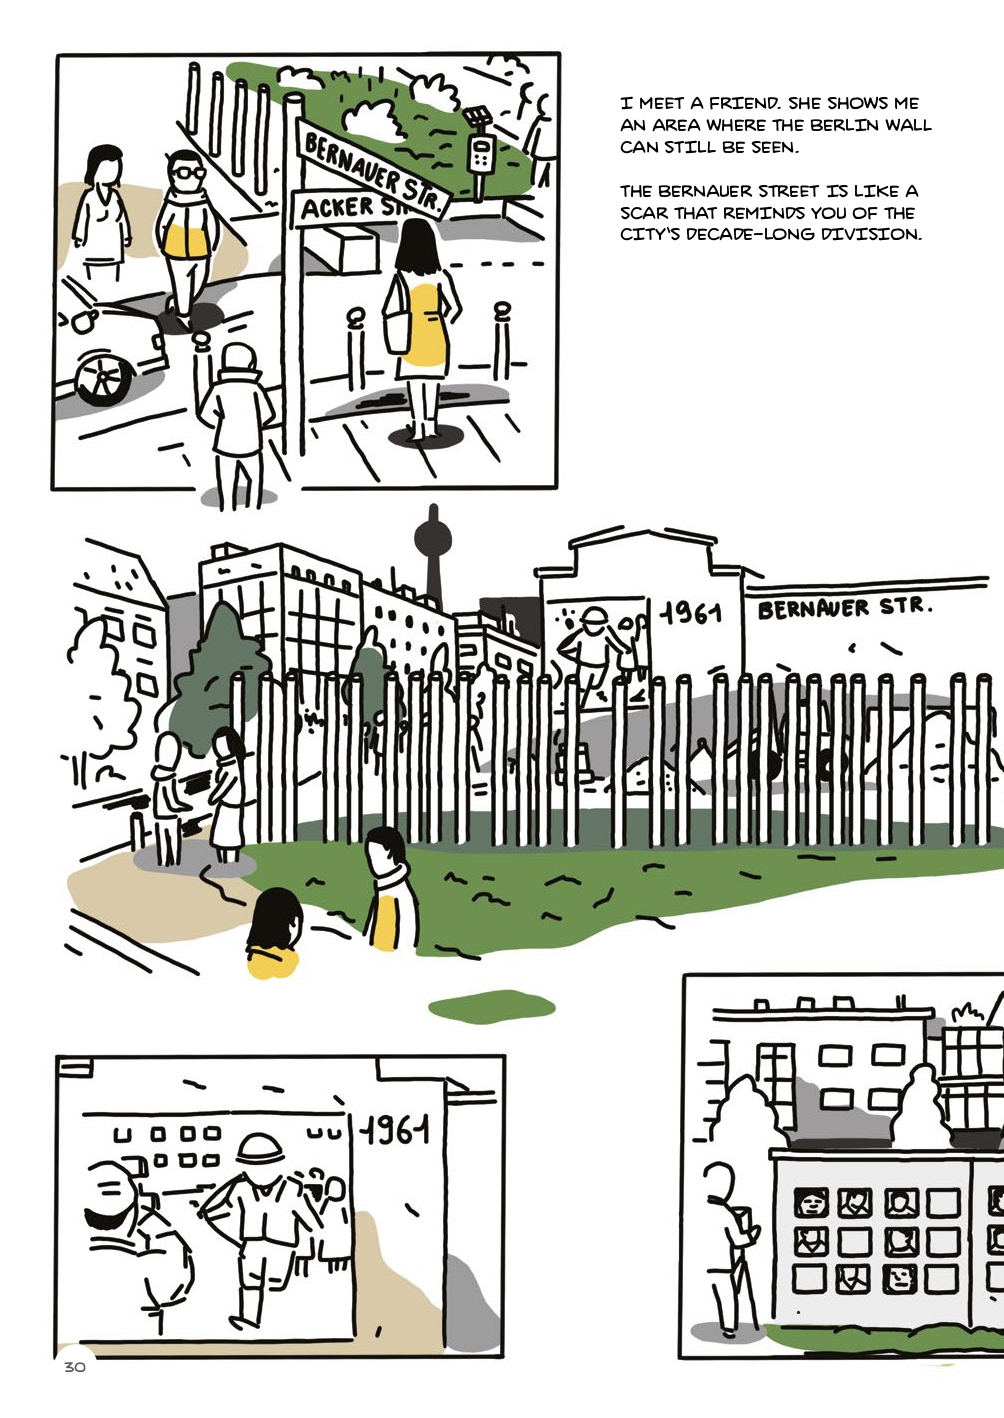 I MEET A FRIEND. SHE SHOWS ME
AN AREA WHERE THE BERLIN WALL
CAN STILL BE SEEN.
THE BERNAUER STREET IS LIKE A
SCAR THAT REMINDS YOU OF THE
CITY'S DECADE-LONG DIVISION.
BERNAUER STR.
ACKER STR
1961
BERNAUER STR.
1961
30